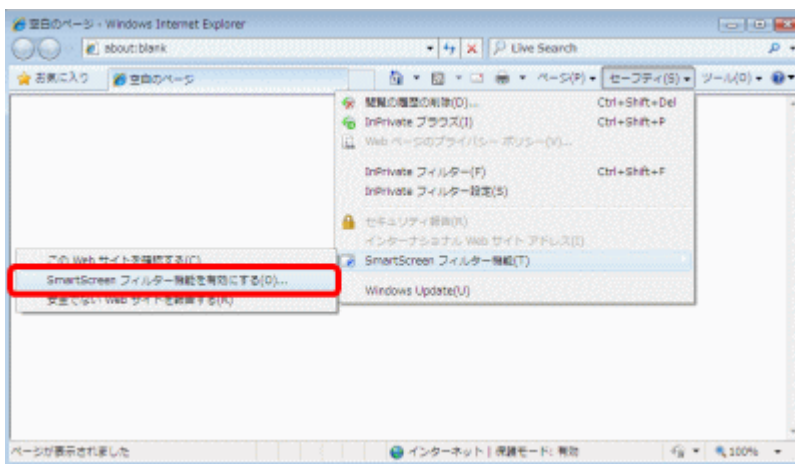 空白のページ - Windows Internet Explorer
about:blank
Live Search
お気に入り
空白のページ
ページ(P)
セーフティ(S)
ツール(O)
閲覧の履歴の削除(D)... Ctrl+Shift+Del
InPrivate ブラウズ(I) Ctrl+Shift+P
Web ページのプライバシー ポリシー(V)...
InPrivate フィルター(F) Ctrl+Shift+F
InPrivate フィルター設定(S)
セキュリティ報告(R)
インターナショナル Web サイト アドレス(I)
SmartScreen フィルター機能(T)
Windows Update(U)
この Web サイトを確認する(C)
SmartScreen フィルター機能を有効にする(O)...
安全でない Web サイトを報告する(R)
ページが表示されました
インターネット | 保護モード: 有効
100%